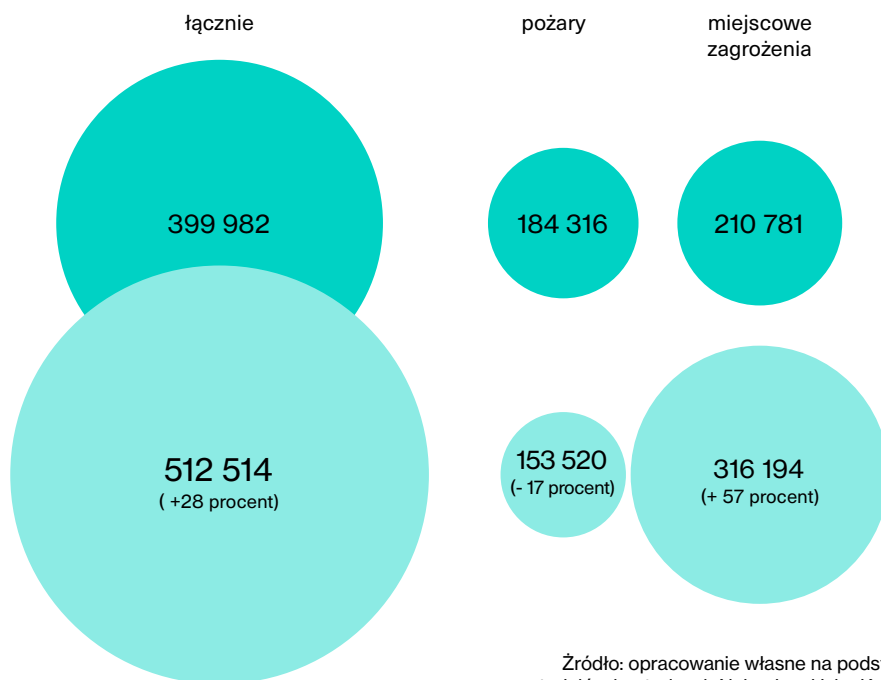 łącznie
pożary
miejscowe
zagrożenia
399 982
184 316
210 781
512 514
( +28 procent)
153 520
(- 17 procent)
316 194
(+ 57 procent)
Źródło: opracowanie własne na pods